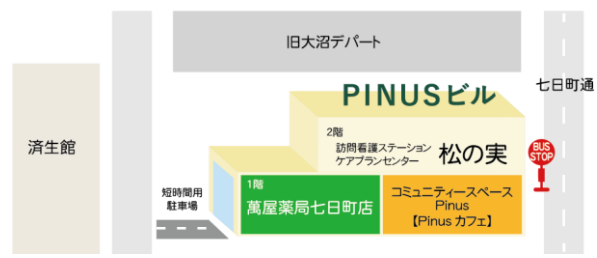 旧大沼デパート
七日町通
PINUSビル
済生館
2階
訪問看護ステーション
ケアプランセンター
松の実
BUS
STOP
短時間用
駐車場
1階
萬屋薬局七日町店
コミュニティースペース
Pinus
【Pinus カフェ】